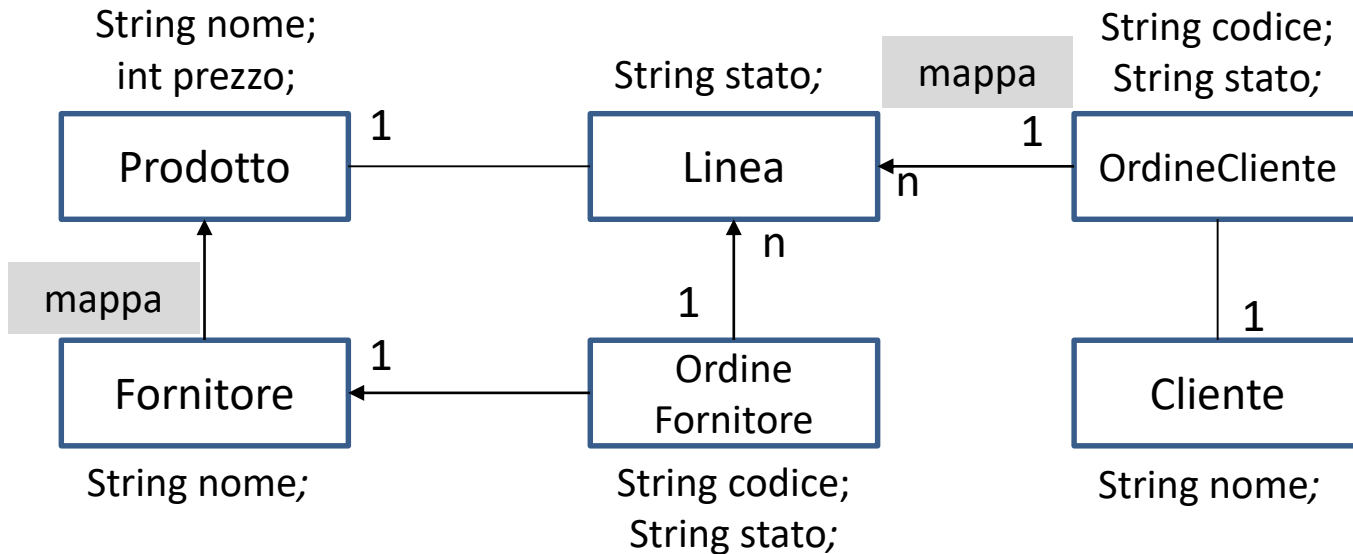 String nome;
int prezzo;
Prodotto
1
String stato;
Linea
n
mappa
1
String codice;
String stato;
OrdineCliente
mappa
n
1
1
Fornitore
String nome;
Ordine
Fornitore
String codice;
String stato;
1
Cliente
String nome;